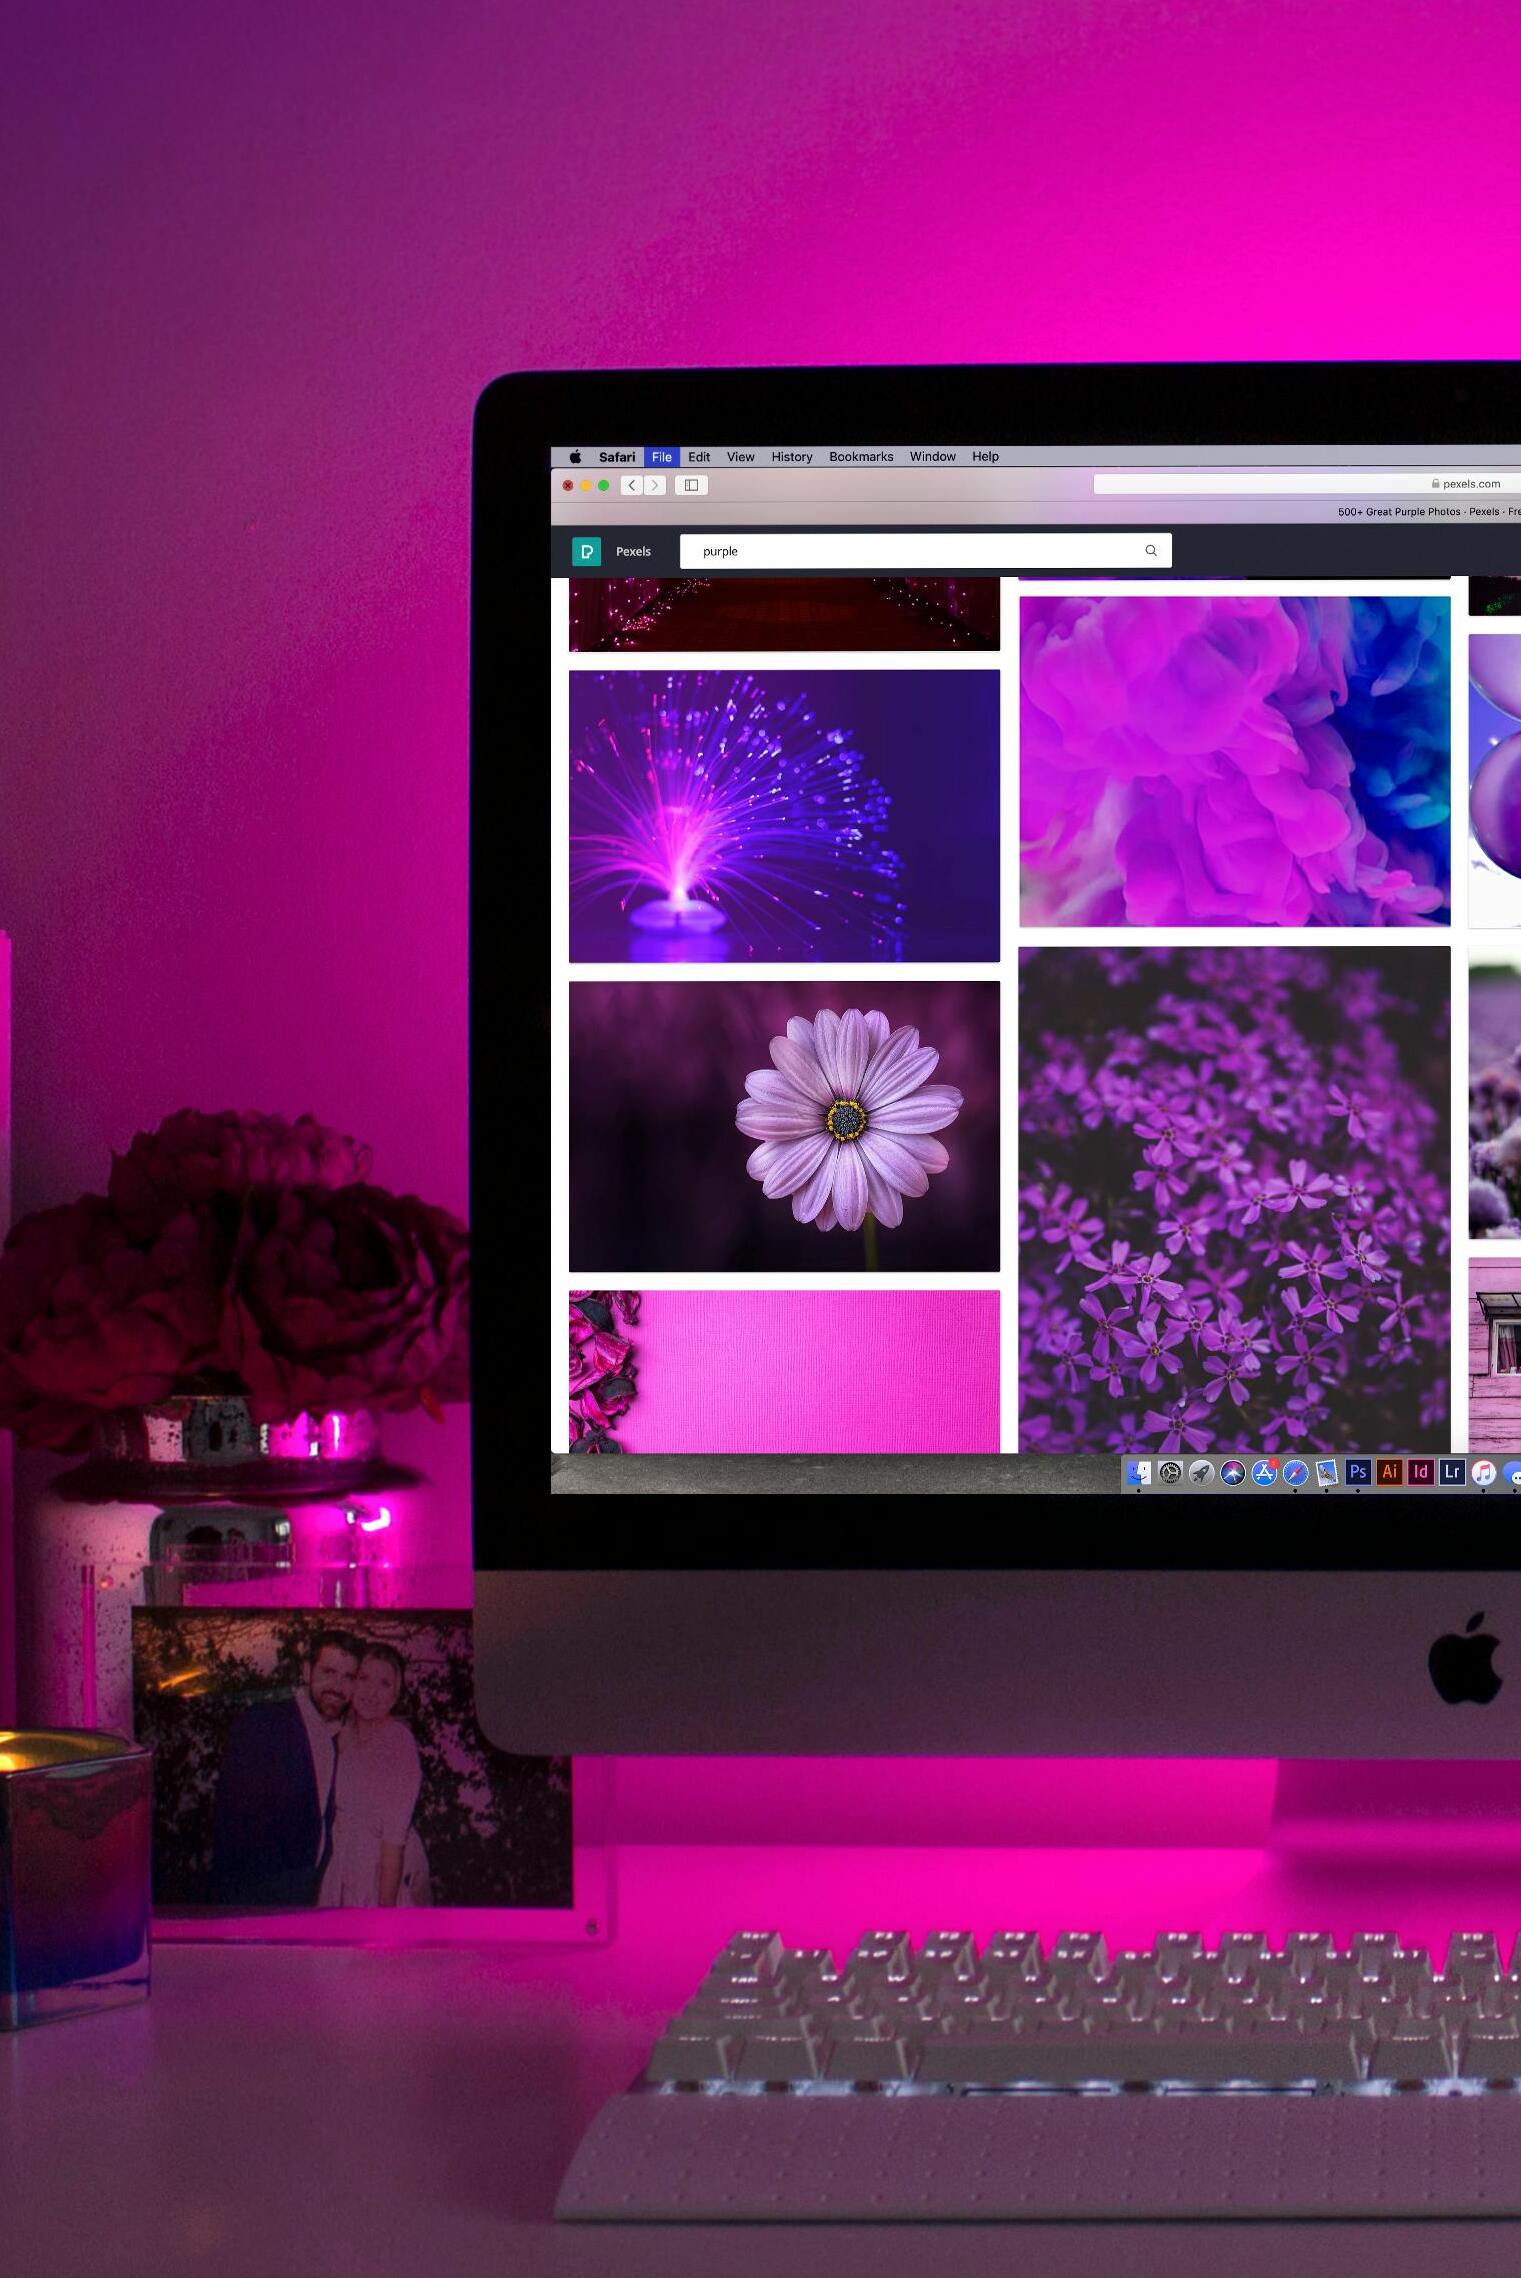 Safari File Edit View History Bookmarks Window Help
pexels.com
500+ Great Purple Photos · Pexels · Fre
Pexels purple
Ps Ai Id Lr